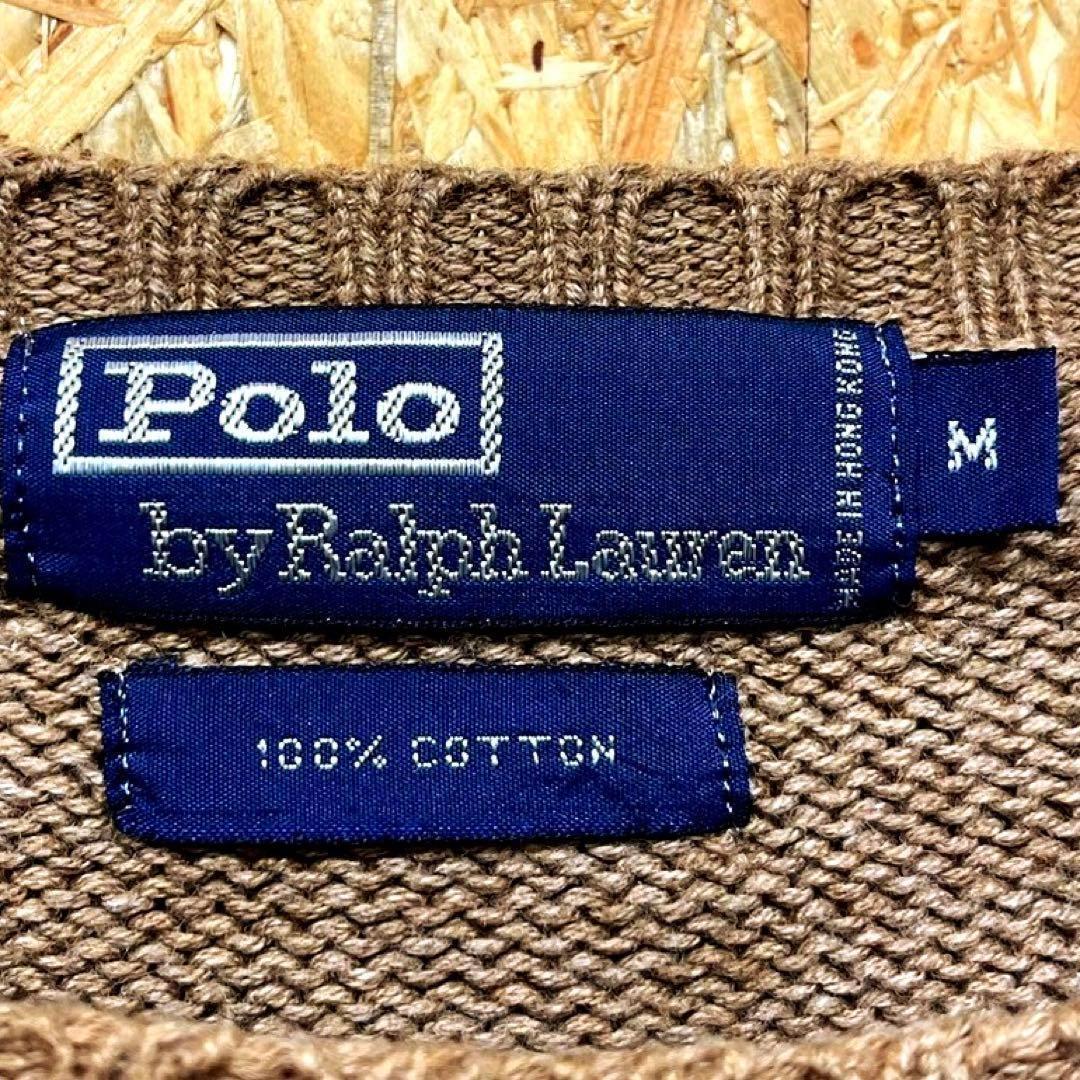 Polo
by Ralph Lauren
MADE IN HONG KONG
M
100% COTTON